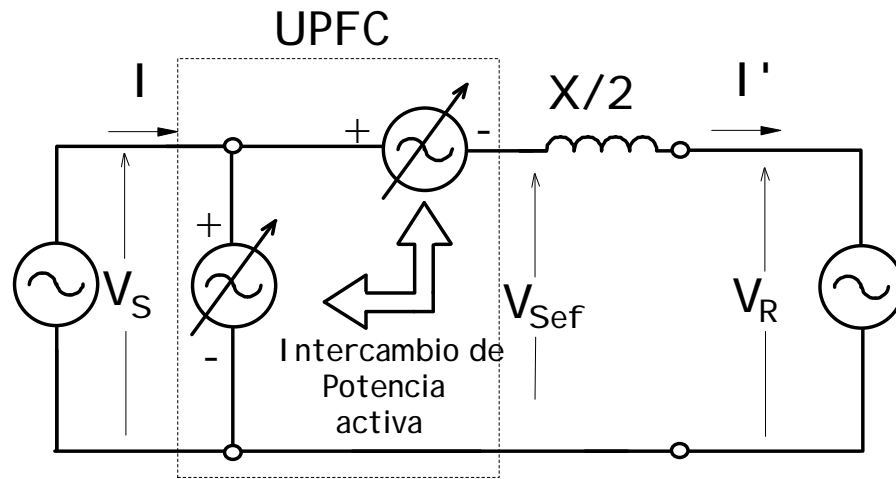 UPFC
I
X/2
I'
+
-
+
-
V_S
V_Sef
V_R
Intercambio de
Potencia
activa